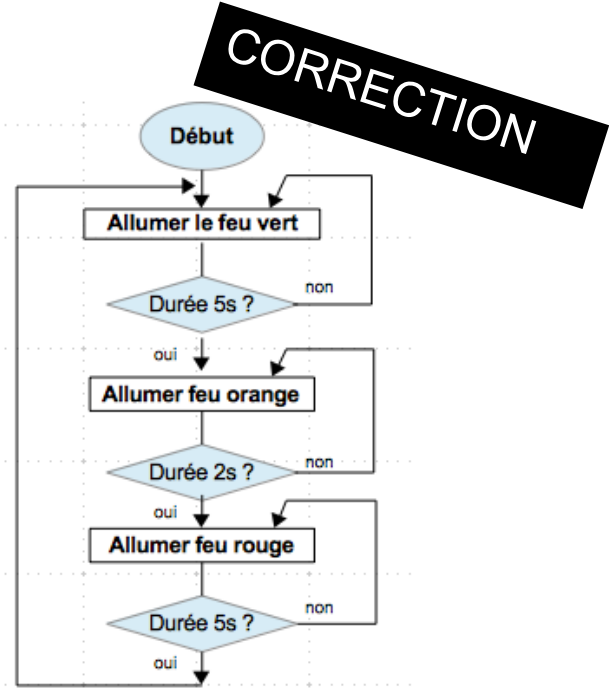 CORRECTION
Début
Allumer le feu vert
non
Durée 5s ?
oui
Allumer feu orange
non
Durée 2s ?
oui
Allumer feu rouge
non
Durée 5s ?
oui